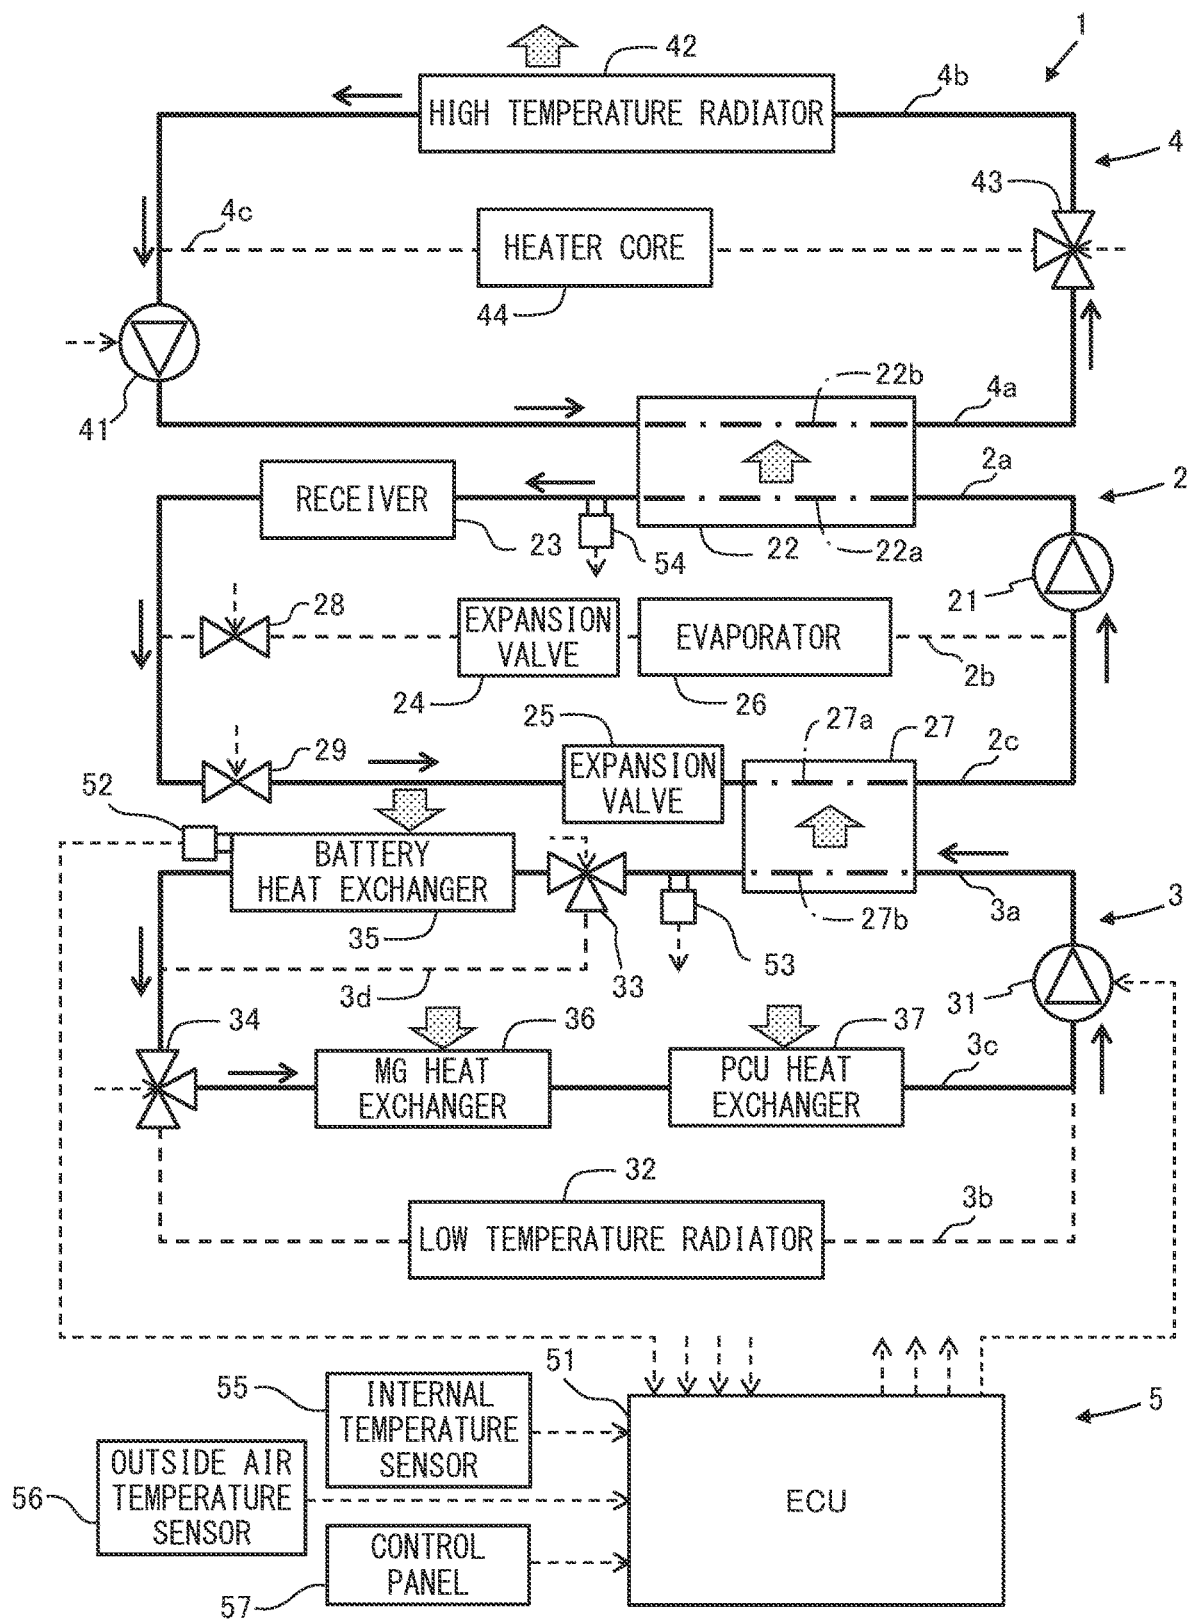 1
42
4b
HIGH TEMPERATURE RADIATOR
4
43
4c
HEATER CORE
44
41
22b
4a
2a
2
RECEIVER
23
54
22
22a
21
28
EXPANSION
VALVE
EVAPORATOR
24
26
2b
25
27a
27
29
2c
52
EXPANSION
VALVE
BATTERY
HEAT EXCHANGER
35
27b
3a
3
53
33
3d
31
34
36
37
MG HEAT
EXCHANGER
PCU HEAT
EXCHANGER
3c
32
3b
LOW TEMPERATURE RADIATOR
51
55
INTERNAL
TEMPERATURE
SENSOR
5
56
OUTSIDE AIR
TEMPERATURE
SENSOR
ECU
57
CONTROL
PANEL